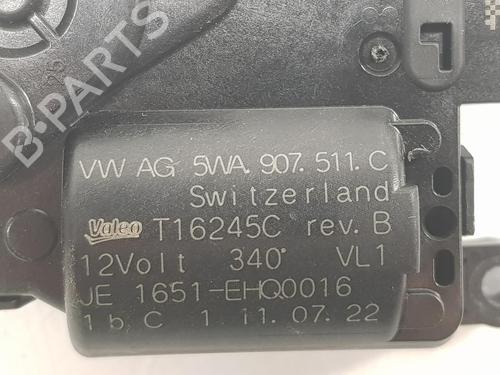 B-PARTS
VW AG 5WA.907.511.C
Switzerland
Valeo T16245C rev.B
12Volt 340° VL1
JE 1651-EHQ0016
1 b C 1 11.07.22